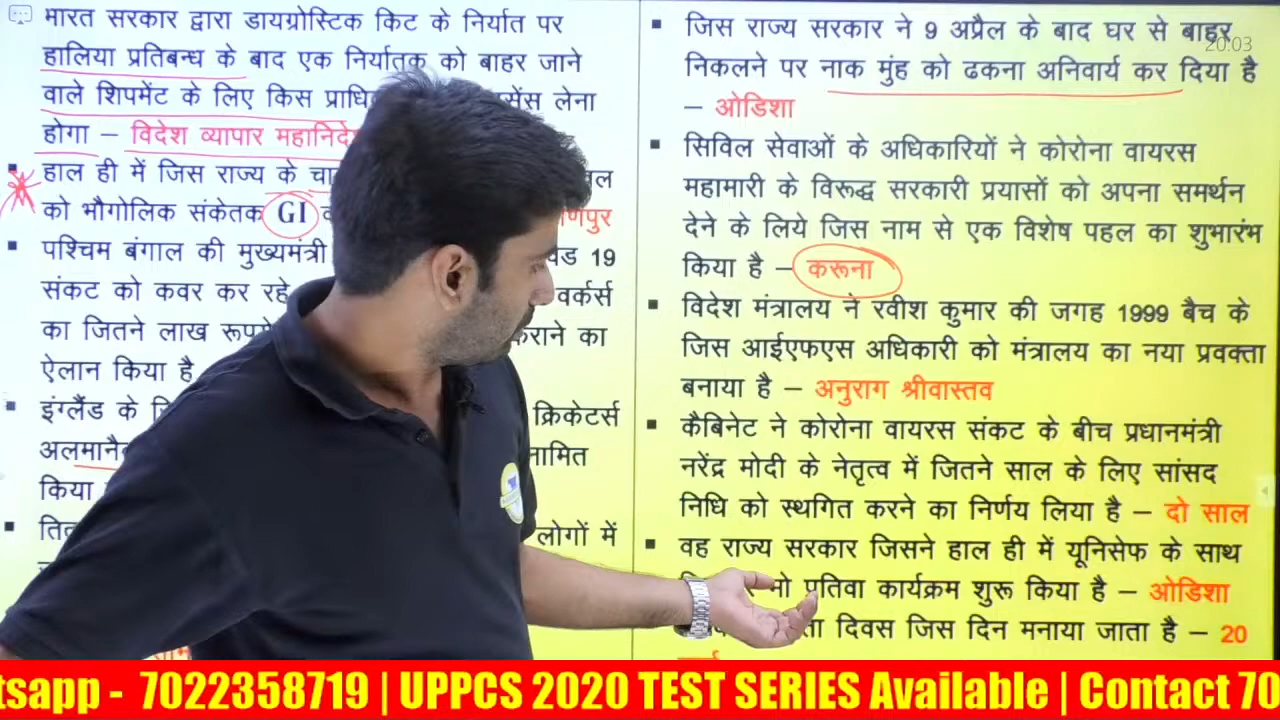 भारत सरकार द्वारा डायग्रोस्टिक किट के निर्यात पर
हालिया प्रतिबन्ध के बाद एक निर्यातक को बाहर जाने
वाले शिपमेंट के लिए किस लेना
होगा – विदेश व्यापार
हाल ही में जिस राज्य के
को भौगोलिक संकेतक GI
पश्चिम बंगाल की मुख्यमंत्री 19
संकट को कवर कर रहे
का जितने लाख कराने का
ऐलान किया है
इंग्लैंड के क्रिकेटर्स
किया
लोगों में
20:03
जिस राज्य सरकार ने 9 अप्रैल के बाद घर से बाहर
निकलने पर नाक मुंह को ढकना अनिवार्य कर दिया है
– ओडिशा
सिविल सेवाओं के अधिकारियों ने कोरोना वायरस
महामारी के विरूद्ध सरकारी प्रयासों को अपना समर्थन
देने के लिये जिस नाम से एक विशेष पहल का शुभारंभ
किया है – करूना
विदेश मंत्रालय ने रवीश कुमार की जगह 1999 बैच के
जिस आईएफएस अधिकारी को मंत्रालय का नया प्रवक्ता
बनाया है – अनुराग श्रीवास्तव
कैबिनेट ने कोरोना वायरस संकट के बीच प्रधानमंत्री
नरेंद्र मोदी के नेतृत्व में जितने साल के लिए सांसद
निधि को स्थगित करने का निर्णय लिया है – दो साल
वह राज्य सरकार जिसने हाल ही में यूनिसेफ के साथ
मो प्रतिवा कार्यक्रम शुरू किया है – ओडिशा
दिवस जिस दिन मनाया जाता है – 20
tsapp - 7022358719 | UPPCS 2020 TEST SERIES Available | Contact 70